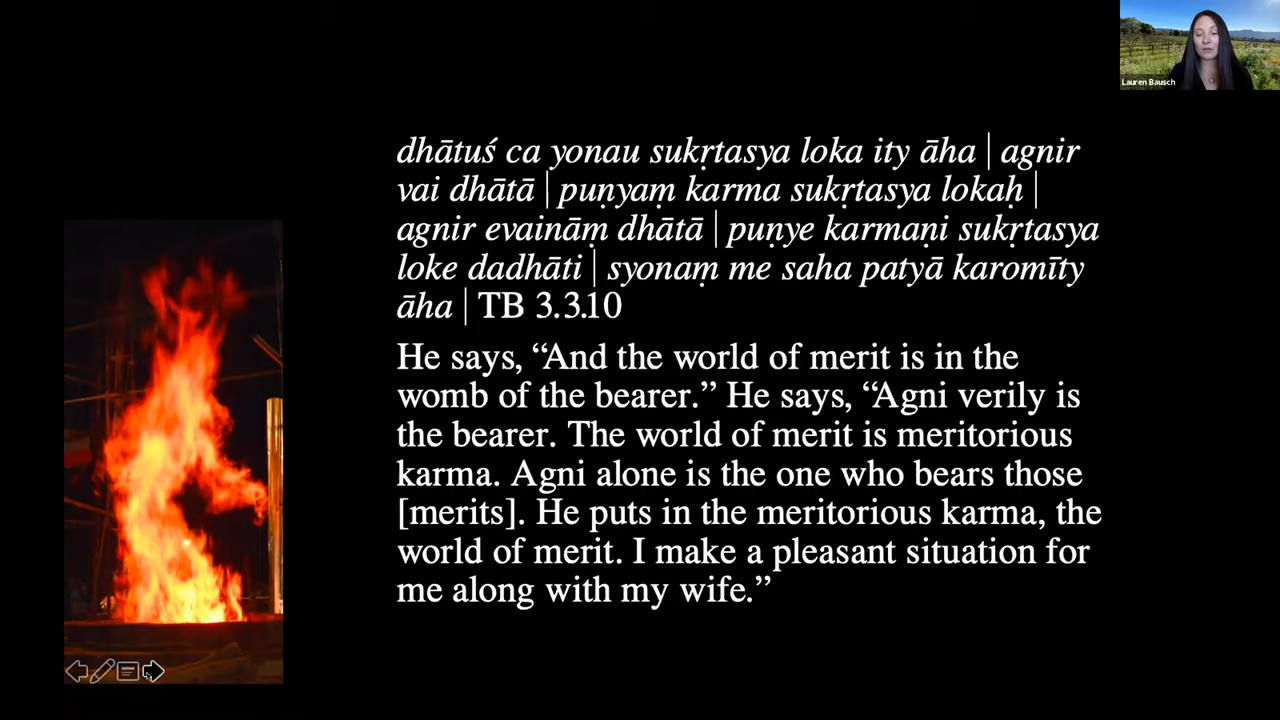 Lauren Bausch
dhātuś ca yonau sukṛtasya loka ity āha | agnir
vai dhātā | puṇyaṃ karma sukṛtasya lokaḥ |
agnir evaināṃ dhātā | puṇye karmaṇi sukṛtasya
loke dadhāti | syonaṃ me saha patyā karomīty
āha | TB 3.3.10
He says, “And the world of merit is in the
womb of the bearer.” He says, “Agni verily is
the bearer. The world of merit is meritorious
karma. Agni alone is the one who bears those
[merits]. He puts in the meritorious karma, the
world of merit. I make a pleasant situation for
me along with my wife.”